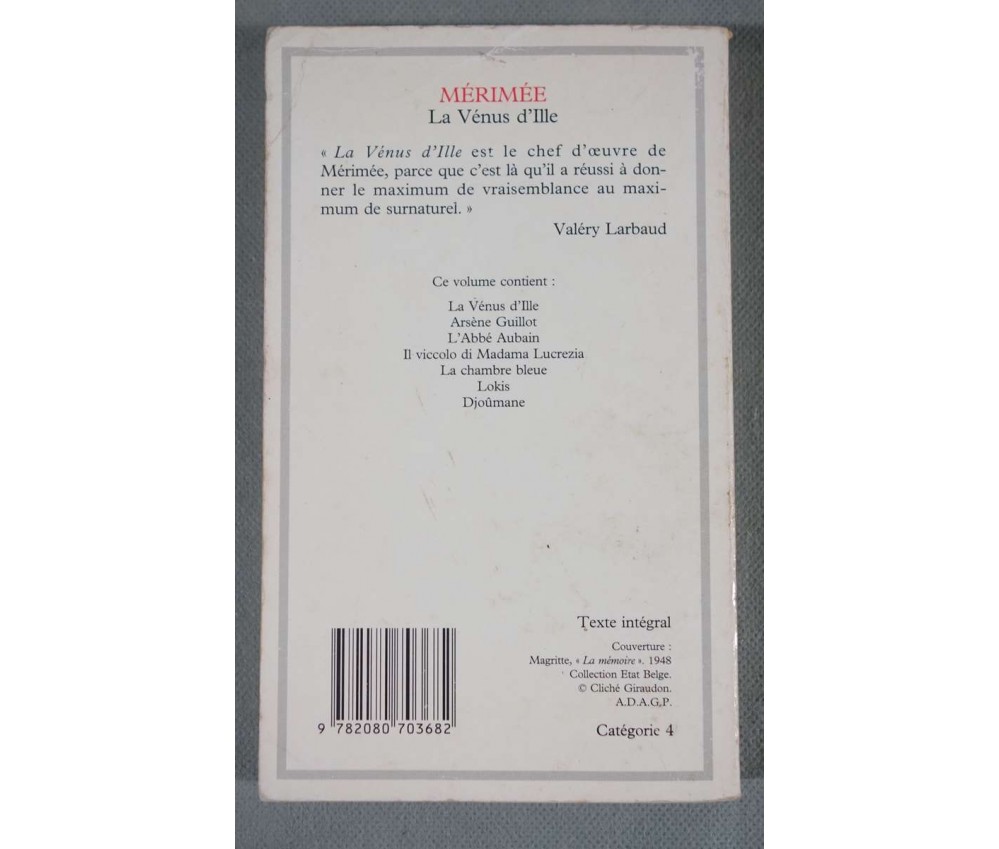 MÉRIMÉE
La Vénus d'Ille
« La Vénus d'Ille est le chef d'œuvre de
Mérimée, parce que c'est là qu'il a réussi à don-
ner le maximum de vraisemblance au maxi-
mum de surnaturel. »
Valéry Larbaud
Ce volume contient :
La Vénus d'Ille
Arsène Guillot
L'Abbé Aubain
Il viccolo di Madama Lucrezia
La chambre bleue
Lokis
Djoûmane
Texte intégral
Couverture :
Magritte, « La mémoire ». 1948
Collection Etat Belge.
© Cliché Giraudon.
A.D.A.G.P.
9 782080 703682
Catégorie 4